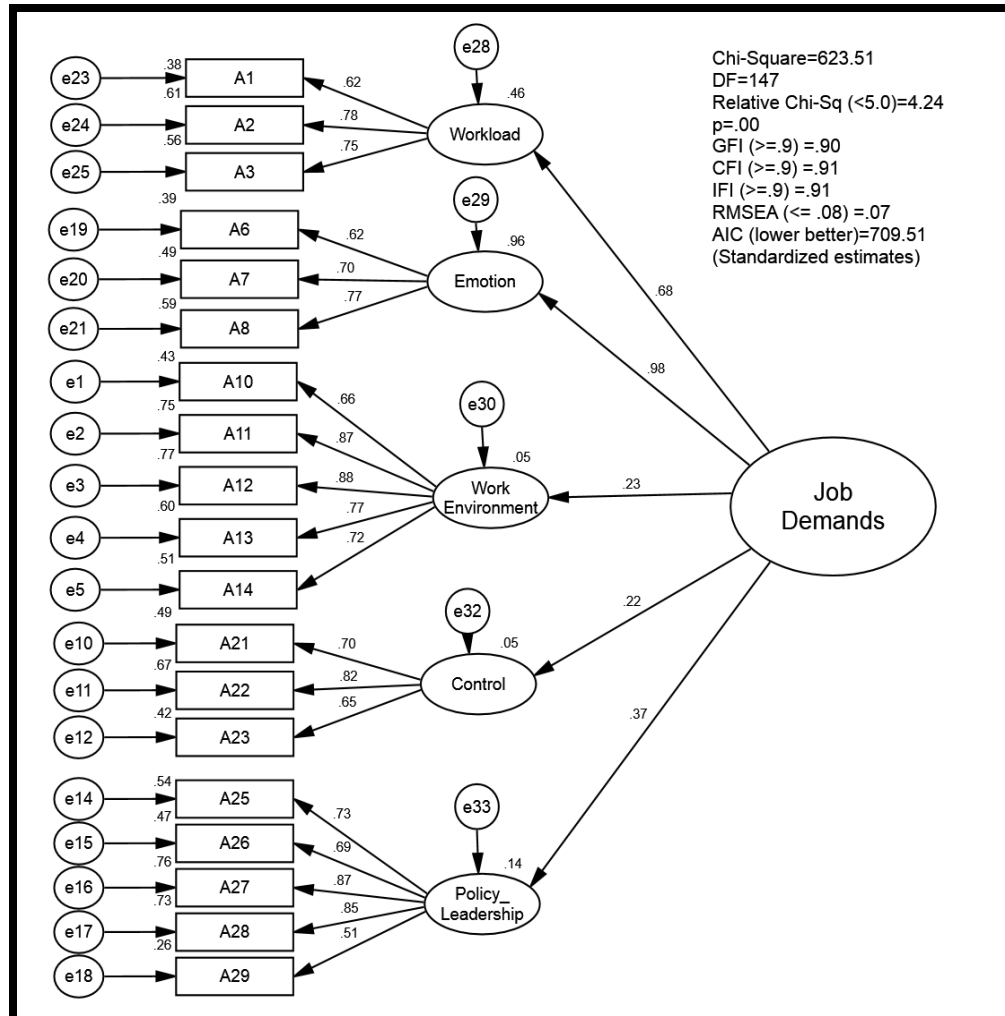 e28
Chi-Square=623.51
DF=147
Relative Chi-Sq (<5.0)=4.24
p=.00
GFI (>=.9) =.90
CFI (>=.9) =.91
IFI (>=.9) =.91
RMSEA (<= .08) =.07
AIC (lower better)=709.51
(Standardized estimates)
e23
.38
A1
.62
.46
.61
e24
A2
.78
Workload
.56
e25
A3
.75
e29
.39
e19
A6
.62
.96
.49
e20
A7
.70
Emotion
.68
.59
e21
A8
.77
.98
.43
e1
A10
.66
e30
.75
e2
A11
.87
.05
.77
e3
A12
.88
Work
Environment
.23
Job
Demands
.60
e4
A13
.77
.51
e5
A14
.72
e32
.22
.49
e10
A21
.70
.05
.67
e11
A22
.82
Control
.42
e12
A23
.65
.37
.54
e14
A25
.73
e33
.47
e15
A26
.69
.14
.76
e16
A27
.87
Policy_
Leadership
.73
e17
A28
.85
.26
e18
A29
.51